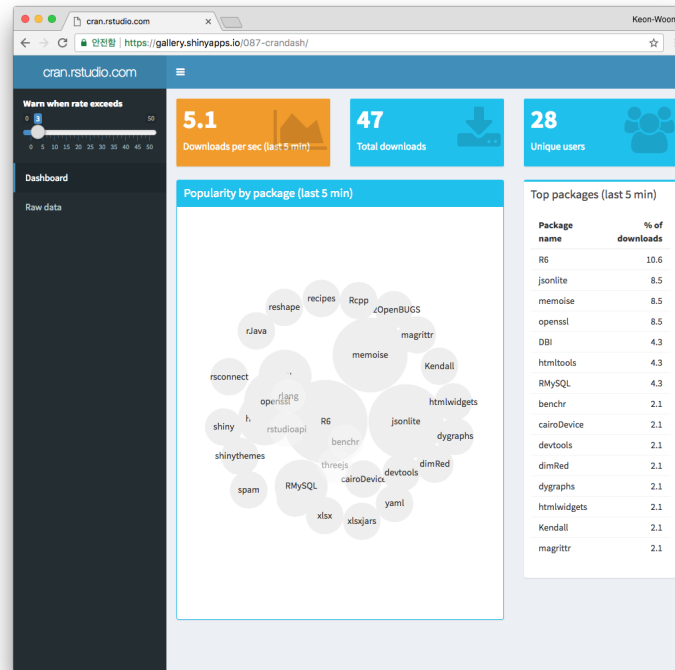 cran.rstudio.com
Keon-Woon
안전함 | https://gallery.shinyapps.io/087-crandash/
cran.rstudio.com
Warn when rate exceeds
0 3 50
0 5 10 15 20 25 30 35 40 45 50
Dashboard
Raw data
5.1
Downloads per sec (last 5 min)
47
Total downloads
28
Unique users
Popularity by package (last 5 min)
recipes
Rcpp
reshape
zOpenBUGS
rJava
magrittr
memoise
Kendall
rsconnect
rlang
openssl
htmlwidgets
R6
jsonlite
shiny
rstudioapi
dygraphs
benchr
shinythemes
threejs
dimRed
devtools
cairoDevice
RMySQL
spam
yaml
xlsx
xlsxjars
Top packages (last 5 min)
Package name % of downloads
R6 10.6
jsonlite 8.5
memoise 8.5
openssl 8.5
DBI 4.3
htmltools 4.3
RMySQL 4.3
benchr 2.1
cairoDevice 2.1
devtools 2.1
dimRed 2.1
dygraphs 2.1
htmlwidgets 2.1
Kendall 2.1
magrittr 2.1